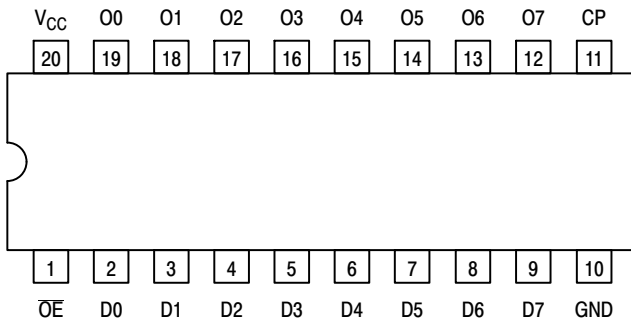 VCC O0 O1 O2 O3 O4 O5 O6 O7 CP
20 19 18 17 16 15 14 13 12 11
1 2 3 4 5 6 7 8 9 10
O̅E̅ D0 D1 D2 D3 D4 D5 D6 D7 GND